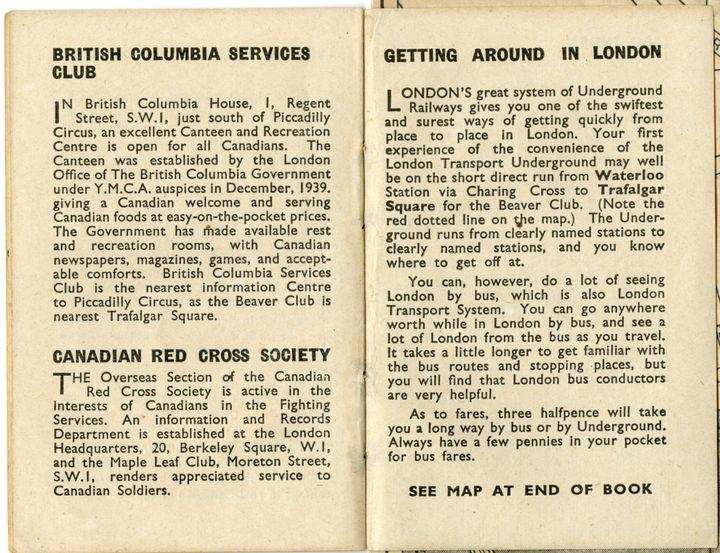 BRITISH COLUMBIA SERVICES
CLUB
IN British Columbia House, 1, Regent
Street, S.W.1, just south of Piccadilly
Circus, an excellent Canteen and Recreation
Centre is open for all Canadians. The
Canteen was established by the London
Office of The British Columbia Government
under Y.M.C.A. auspices in December, 1939.
giving a Canadian welcome and serving
Canadian foods at easy-on-the-pocket prices.
The Government has made available rest
and recreation rooms, with Canadian
newspapers, magazines, games, and accept-
able comforts. British Columbia Services
Club is the nearest information Centre
to Piccadilly Circus, as the Beaver Club is
nearest Trafalgar Square.
CANADIAN RED CROSS SOCIETY
THE Overseas Section of the Canadian
Red Cross Society is active in the
Interests of Canadians in the Fighting
Services. An information and Records
Department is established at the London
Headquarters, 20, Berkeley Square, W.1,
and the Maple Leaf Club, Moreton Street,
S.W.1, renders appreciated service to
Canadian Soldiers.
GETTING AROUND IN LONDON
LONDON'S great system of Underground
Railways gives you one of the swiftest
and surest ways of getting quickly from
place to place in London. Your first
experience of the convenience of the
London Transport Underground may well
be on the short direct run from Waterloo
Station via Charing Cross to Trafalgar
Square for the Beaver Club. (Note the
red dotted line on the map.) The Under-
ground runs from clearly named stations to
clearly named stations, and you know
where to get off at.
You can, however, do a lot of seeing
London by bus, which is also London
Transport System. You can go anywhere
worth while in London by bus, and see a
lot of London from the bus as you travel.
It takes a little longer to get familiar with
the bus routes and stopping places, but
you will find that London bus conductors
are very helpful.
As to fares, three halfpence will take
you a long way by bus or by Underground.
Always have a few pennies in your pocket
for bus fares.
SEE MAP AT END OF BOOK